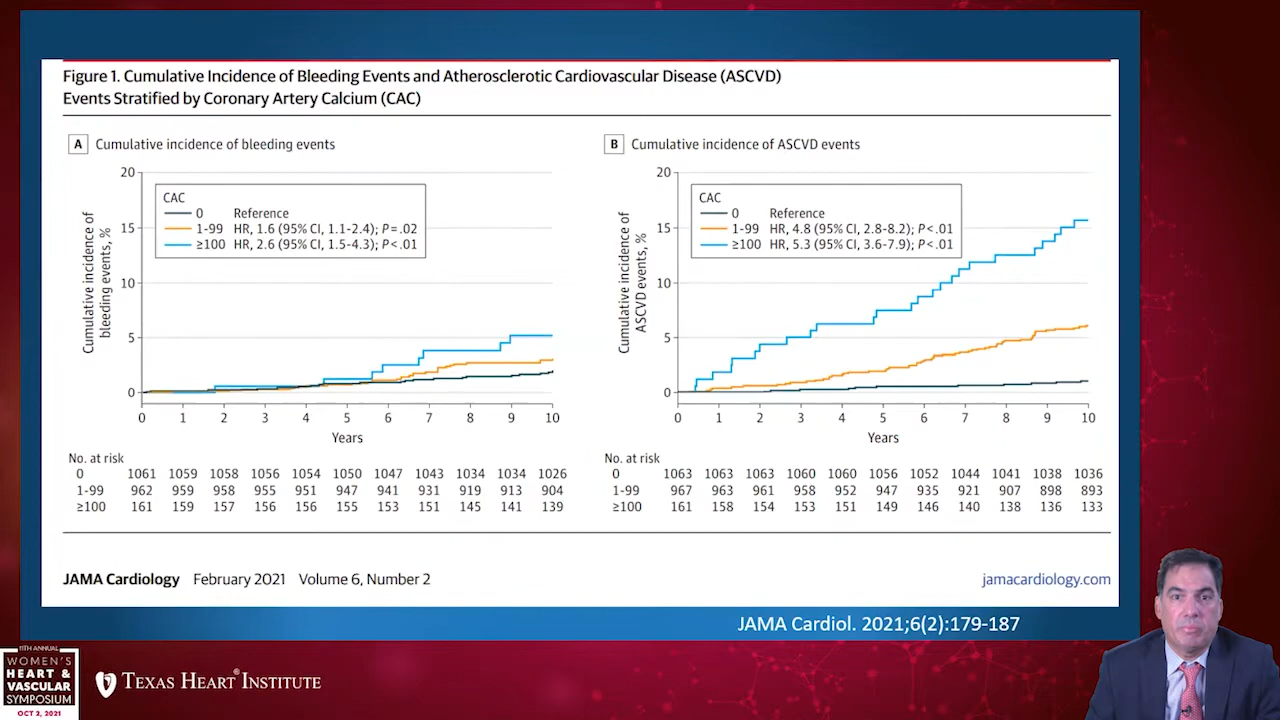 Figure 1. Cumulative Incidence of Bleeding Events and Atherosclerotic Cardiovascular Disease (ASCVD)
Events Stratified by Coronary Artery Calcium (CAC)
A Cumulative incidence of bleeding events
Cumulative incidence of
bleeding events, %
20
15
10
5
0
CAC
0 Reference
1-99 HR, 1.6 (95% CI, 1.1-2.4); P=.02
≥100 HR, 2.6 (95% CI, 1.5-4.3); P<.01
0 1 2 3 4 5 6 7 8 9 10
Years
No. at risk
0 1061 1059 1058 1056 1054 1050 1047 1043 1034 1034 1026
1-99 962 959 958 955 951 947 941 931 919 913 904
≥100 161 159 157 156 156 155 153 151 145 141 139
B Cumulative incidence of ASCVD events
Cumulative incidence of
ASCVD events, %
20
15
10
5
0
CAC
0 Reference
1-99 HR, 4.8 (95% CI, 2.8-8.2); P<.01
≥100 HR, 5.3 (95% CI, 3.6-7.9); P<.01
0 1 2 3 4 5 6 7 8 9 10
Years
No. at risk
0 1063 1063 1063 1060 1060 1056 1052 1044 1041 1038 1036
1-99 967 963 961 958 952 947 935 921 907 898 893
≥100 161 158 154 153 151 149 146 140 138 136 133
JAMA Cardiology February 2021 Volume 6, Number 2
jamacardiology.com
JAMA Cardiol. 2021;6(2):179-187
11TH ANNUAL
WOMEN'S
HEART &
VASCULAR
SYMPOSIUM
OCT 2, 2021
TEXAS HEART® INSTITUTE